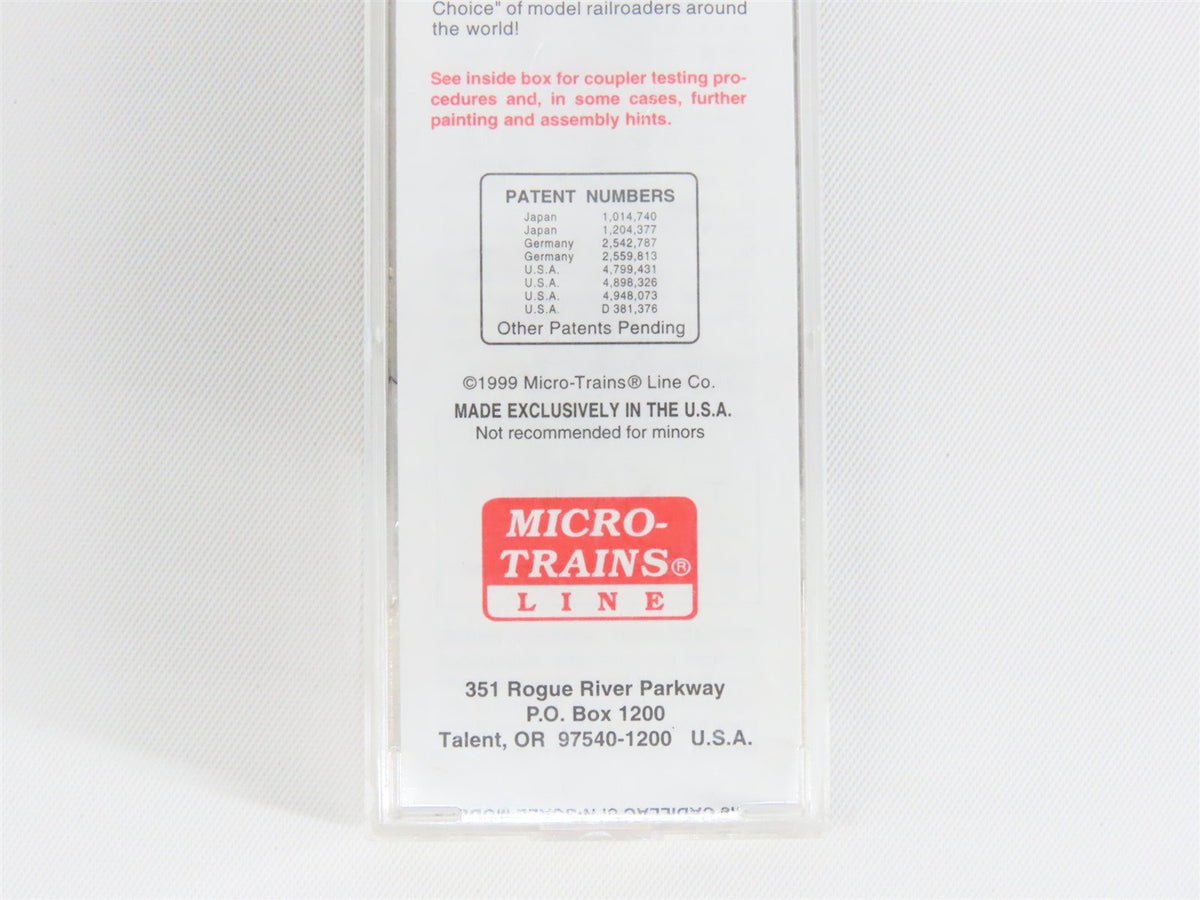 Choice" of model railroaders around
the world!
See inside box for coupler testing pro-
cedures and, in some cases, further
painting and assembly hints.
PATENT NUMBERS
Japan 1,014,740
Japan 1,204,377
Germany 2,542,787
Germany 2,559,813
U.S.A. 4,799,431
U.S.A. 4,898,326
U.S.A. 4,948,073
U.S.A. D 381,376
Other Patents Pending
©1999 Micro-Trains® Line Co.
MADE EXCLUSIVELY IN THE U.S.A.
Not recommended for minors
MICRO-
TRAINS®
LINE
351 Rogue River Parkway
P.O. Box 1200
Talent, OR 97540-1200 U.S.A.